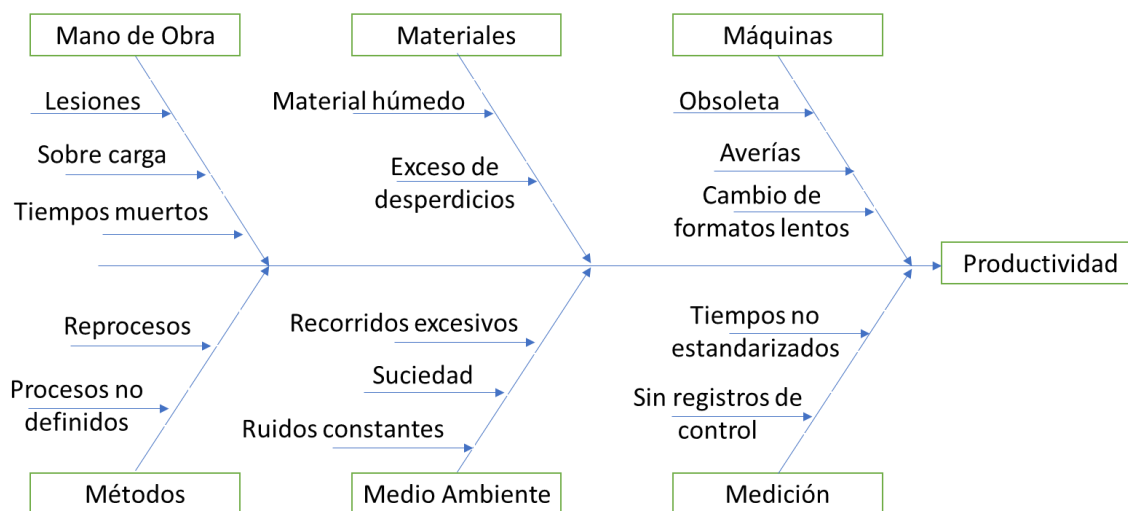 Mano de Obra
Materiales
Máquinas
Lesiones
Sobre carga
Tiempos muertos
Material húmedo
Exceso de
desperdicios
Obsoleta
Averías
Cambio de
formatos lentos
Productividad
Reprocesos
Procesos no
definidos
Recorridos excesivos
Suciedad
Ruidos constantes
Tiempos no
estandarizados
Sin registros de
control
Métodos
Medio Ambiente
Medición